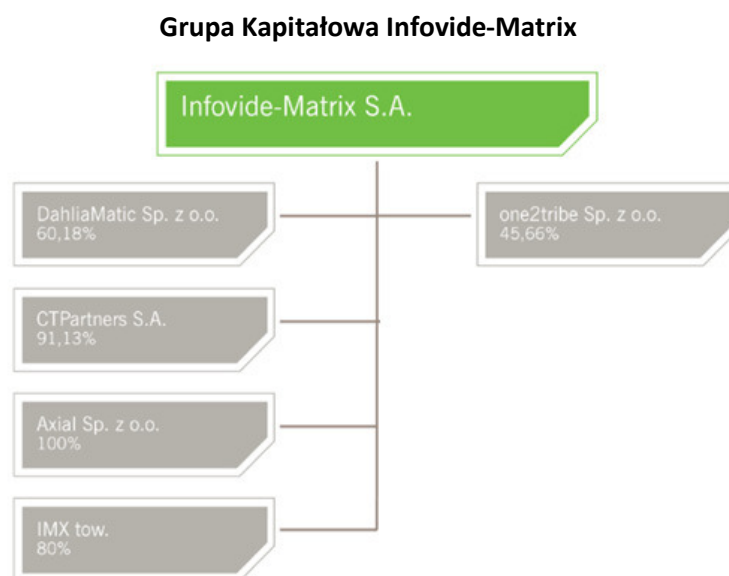 Grupa Kapitałowa Infovide-Matrix
Infovide-Matrix S.A.
DahliaMatic Sp. z o.o.
60,18%
one2tribe Sp. z o.o.
45,66%
CTPartners S.A.
91,13%
Axial Sp. z o.o.
100%
IMX tow.
80%